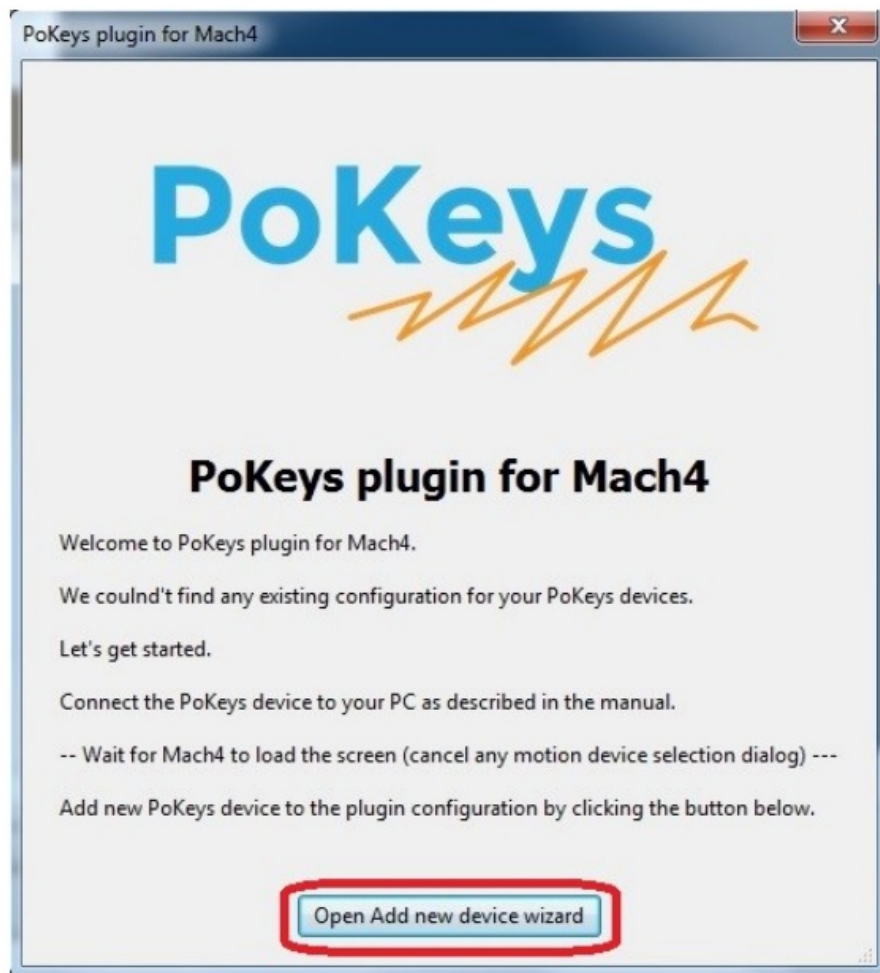 PoKeys plugin for Mach4
PoKeys
PoKeys plugin for Mach4
Welcome to PoKeys plugin for Mach4.
We coulnd't find any existing configuration for your PoKeys devices.
Let's get started.
Connect the PoKeys device to your PC as described in the manual.
-- Wait for Mach4 to load the screen (cancel any motion device selection dialog) ---
Add new PoKeys device to the plugin configuration by clicking the button below.
Open Add new device wizard